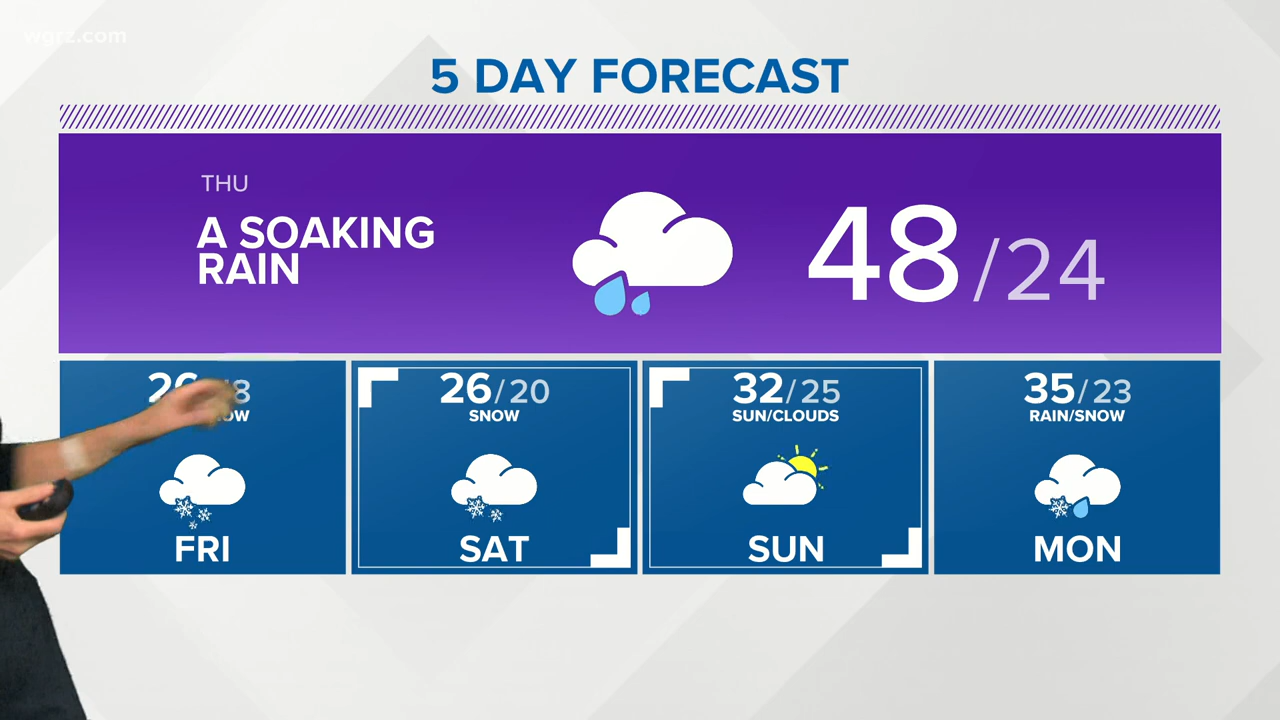 wgrz.com
5 DAY FORECAST
THU
A SOAKING
RAIN
48/24
26/20
SNOW
32/25
SUN/CLOUDS
35/23
RAIN/SNOW
FRI
SAT
SUN
MON